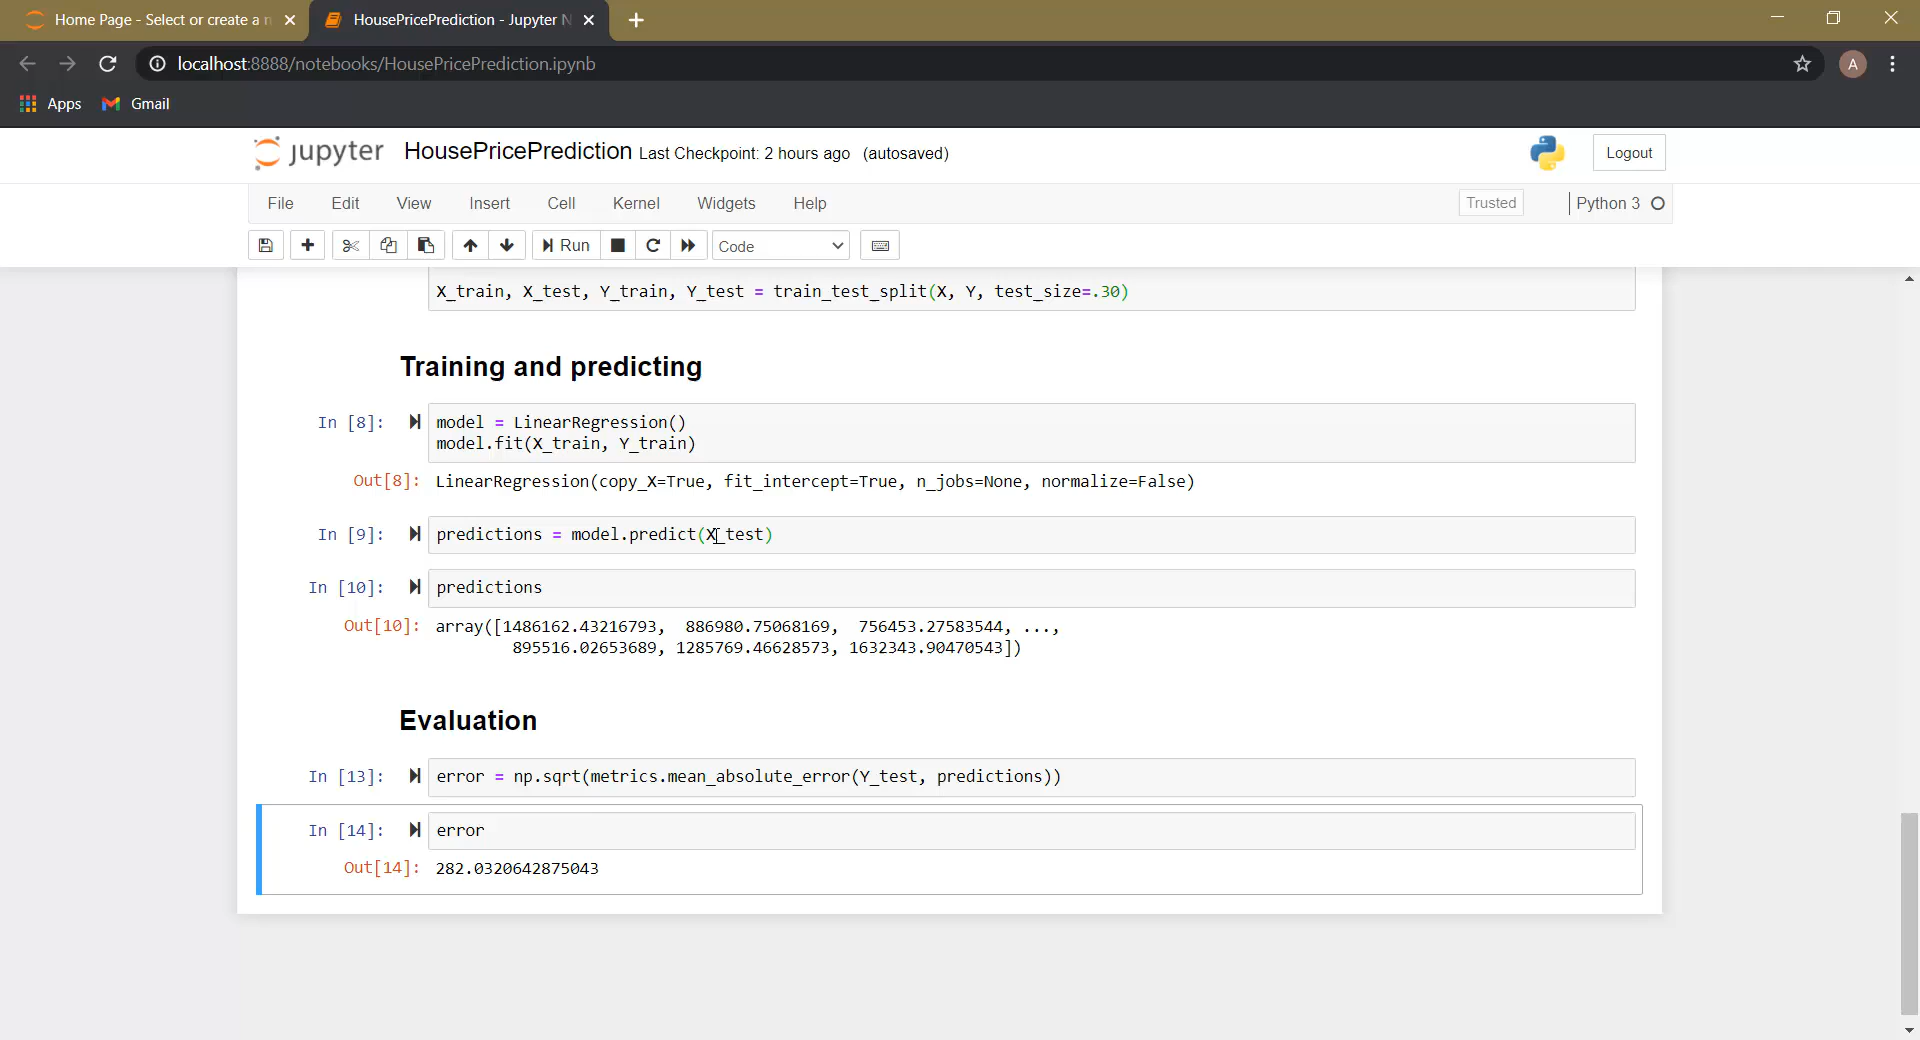 Home Page - Select or create a n
HousePricePrediction - Jupyter N
localhost:8888/notebooks/HousePricePrediction.ipynb
A
Apps
Gmail
jupyter
HousePricePrediction Last Checkpoint: 2 hours ago (autosaved)
Logout
File Edit View Insert Cell Kernel Widgets Help
Trusted
Python 3
Run
Code
X_train, X_test, Y_train, Y_test = train_test_split(X, Y, test_size=.30)
Training and predicting
In [8]: model = LinearRegression()
model.fit(X_train, Y_train)
Out[8]: LinearRegression(copy_X=True, fit_intercept=True, n_jobs=None, normalize=False)
In [9]: predictions = model.predict(X_test)
In [10]: predictions
Out[10]: array([1486162.43216793, 886980.75068169, 756453.27583544, ...,
895516.02653689, 1285769.46628573, 1632343.90470543])
Evaluation
In [13]: error = np.sqrt(metrics.mean_absolute_error(Y_test, predictions))
In [14]: error
Out[14]: 282.0320642875043